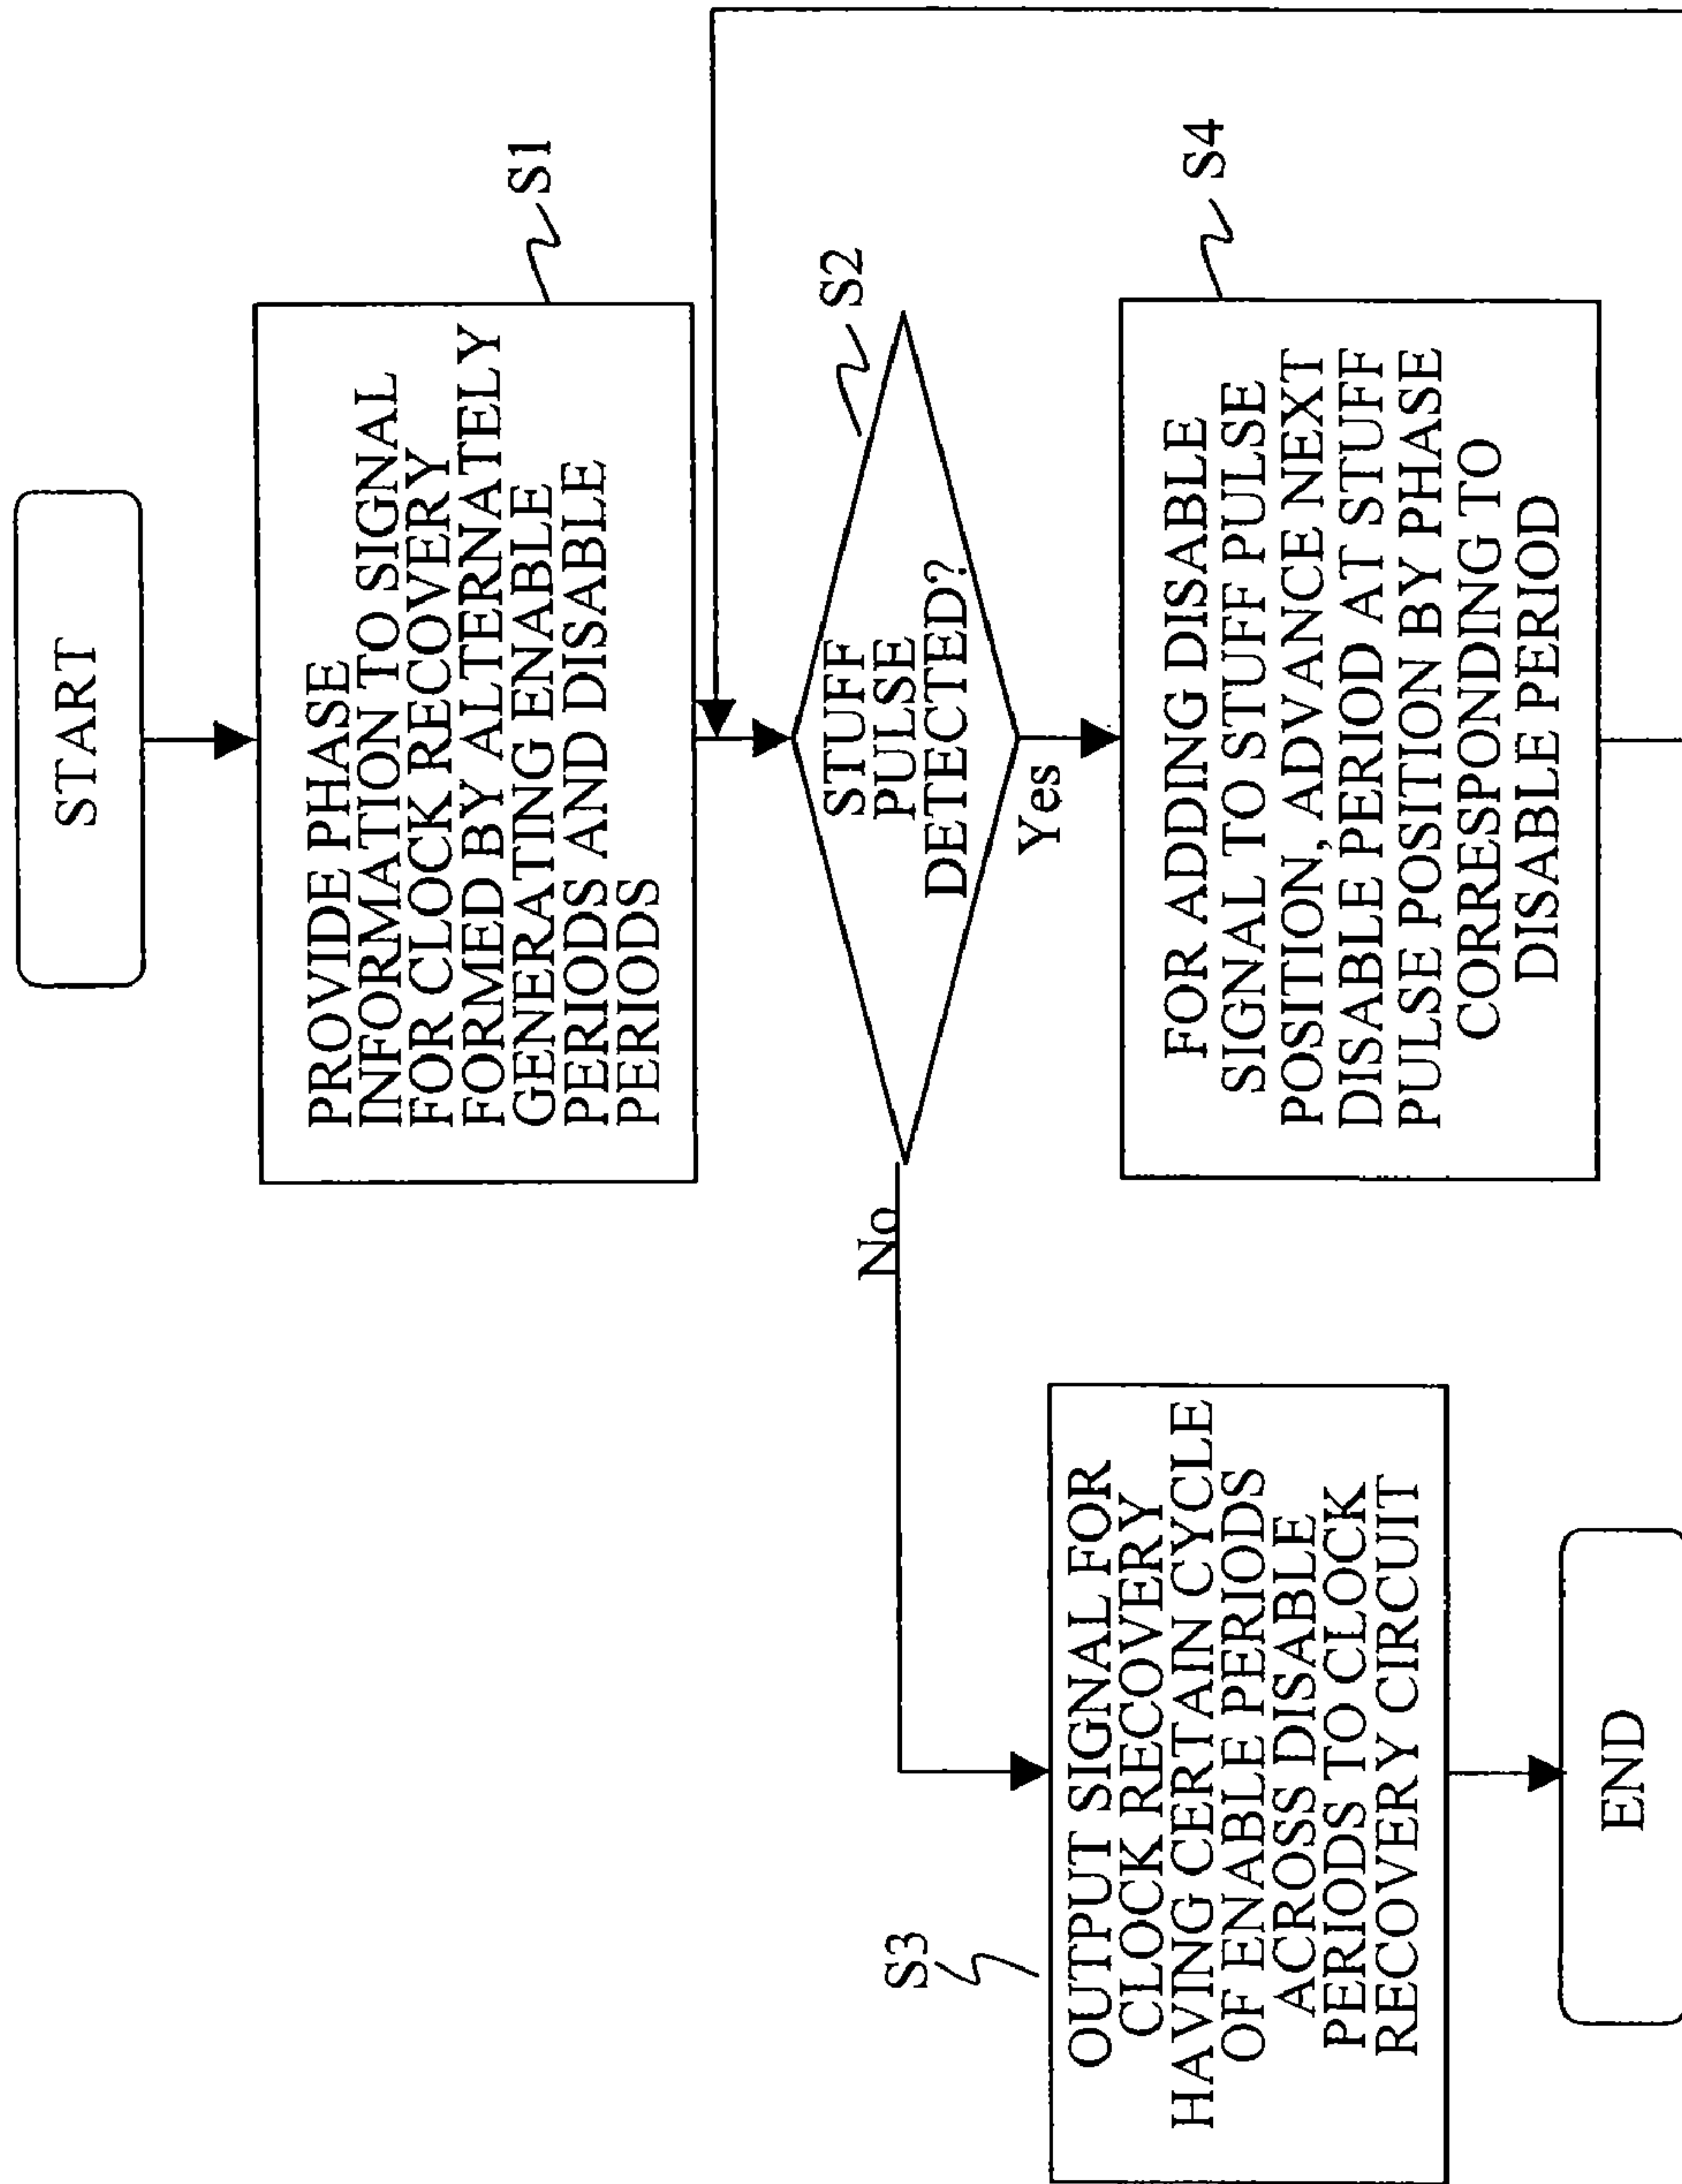 START
PROVIDE PHASE
INFORMATION TO SIGNAL
FOR CLOCK RECOVERY
FORMED BY ALTERNATELY
GENERATING ENABLE
PERIODS AND DISABLE
PERIODS
S1
STUFF
PULSE
DETECTED?
S2
No
Yes
OUTPUT SIGNAL FOR
CLOCK RECOVERY
HAVING CERTAIN CYCLE
OF ENABLE PERIODS
ACROSS DISABLE
PERIODS TO CLOCK
RECOVERY CIRCUIT
S3
FOR ADDING DISABLE
SIGNAL TO STUFF PULSE
POSITION, ADVANCE NEXT
DISABLE PERIOD AT STUFF
PULSE POSITION BY PHASE
CORRESPONDING TO
DISABLE PERIOD
S4
END